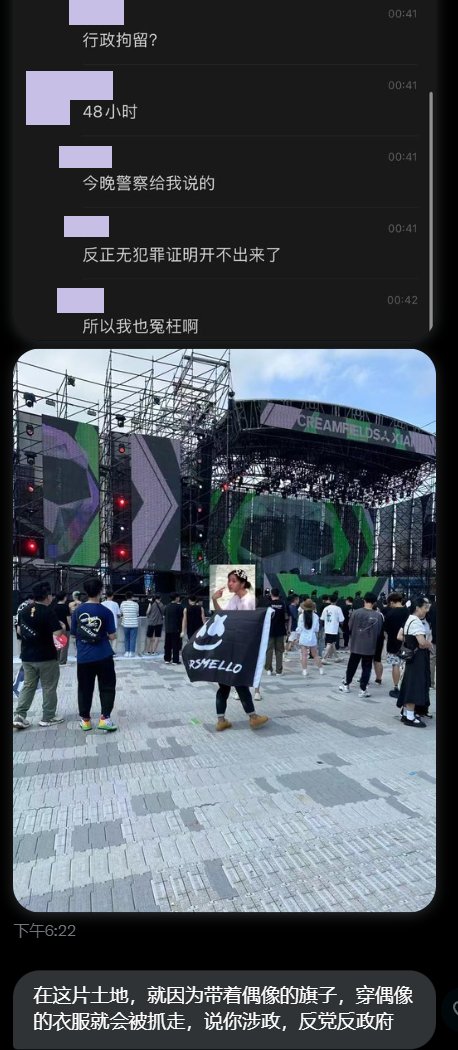 00:41
行政拘留?
00:41
48小时
00:41
今晚警察给我说的
00:41
反正无犯罪证明开不出来了
00:42
所以我也冤枉啊
CREAMFIELDS XIA
RSMELLO
下午6:22
在这片土地，就因为带着偶像的旗子，穿偶像
的衣服就会被抓走，说你涉政，反党反政府